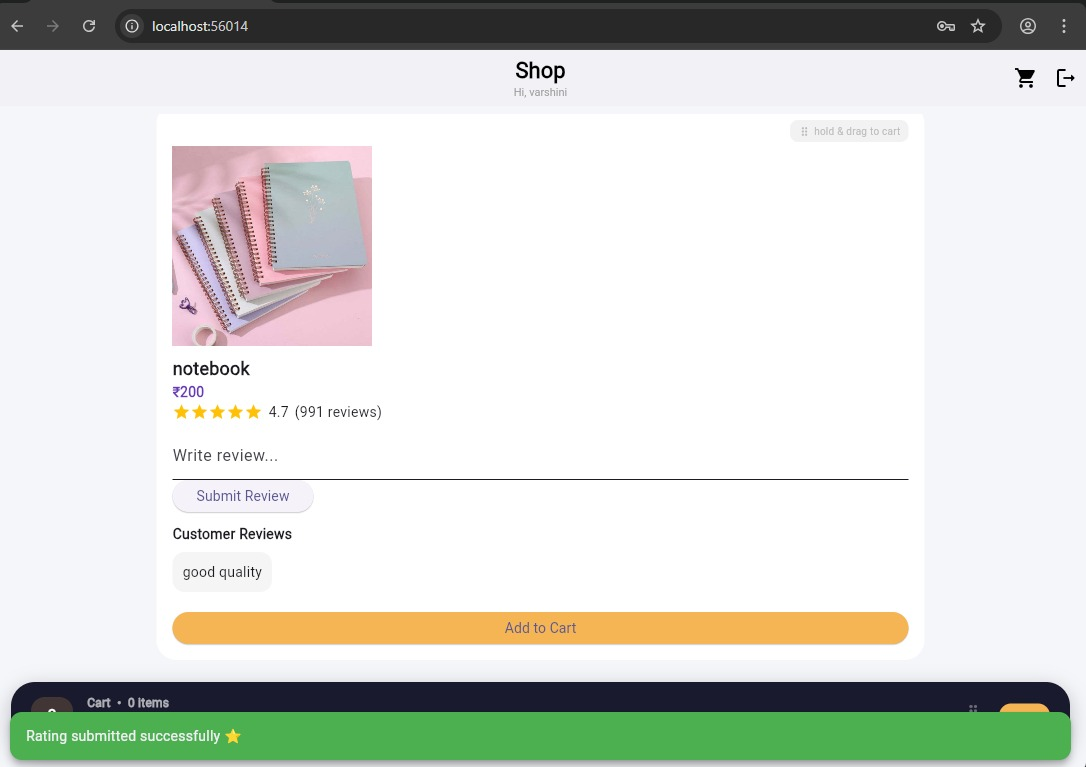 localhost:56014
Shop
Hi, varshini
hold & drag to cart
notebook
₹200
4.7 (991 reviews)
Write review...
Submit Review
Customer Reviews
good quality
Add to Cart
Cart • 0 items
Rating submitted successfully ⭐